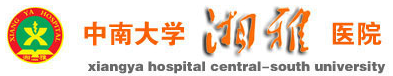 XIANG YA HOSPITAL
中南大学湘雅医院
xiangya hospital central-south university